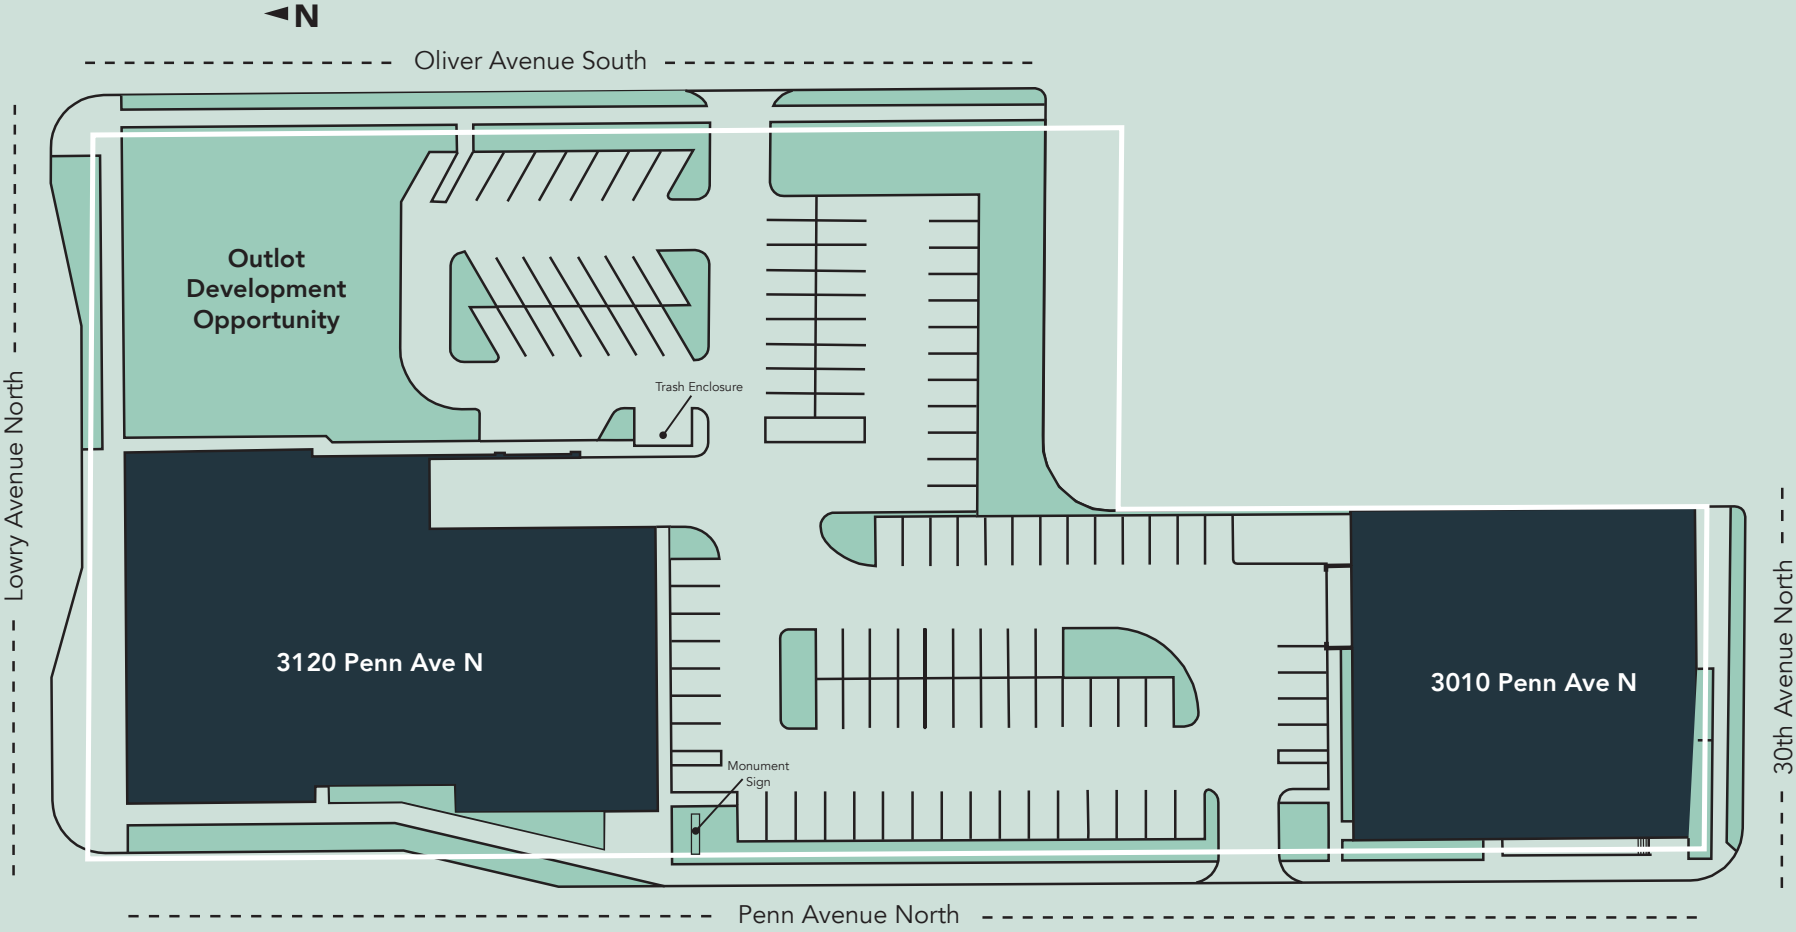 N
Oliver Avenue South
Outlot
Development
Opportunity
Trash Enclosure
Lowry Avenue North
3120 Penn Ave N
3010 Penn Ave N
30th Avenue North
Monument
Sign
Penn Avenue North